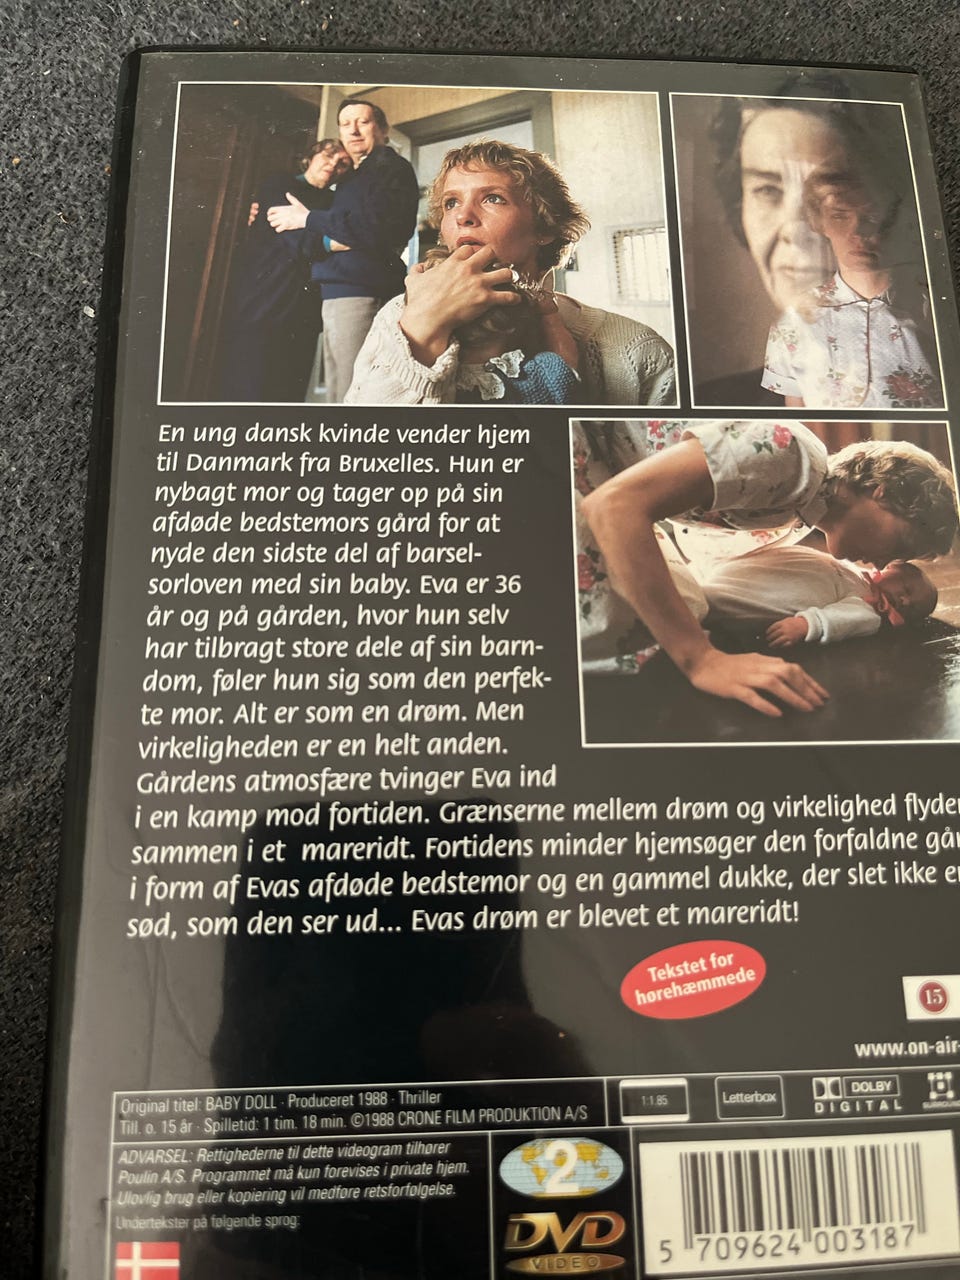 En ung dansk kvinde vender hjem
til Danmark fra Bruxelles. Hun er
nybagt mor og tager op på sin
afdøde bedstemors gård for at
nyde den sidste del af barsel-
sorloven med sin baby. Eva er 36
år og på gården, hvor hun selv
har tilbragt store dele af sin barn-
dom, føler hun sig som den perfek-
te mor. Alt er som en drøm. Men
virkeligheden er en helt anden.
Gårdens atmosfære tvinger Eva ind
i en kamp mod fortiden. Grænserne mellem drøm og virkelighed flyder
sammen i et mareridt. Fortidens minder hjemsøger den forfaldne går
i form af Evas afdøde bedstemor og en gammel dukke, der slet ikke er
sød, som den ser ud... Evas drøm er blevet et mareridt!
Tekstet for
hørehæmmede
15
www.on-air-
Original titel: BABY DOLL · Produceret 1988 · Thriller
Till. o. 15 år · Spilletid: 1 tim. 18 min. ©1988 CRONE FILM PRODUKTION A/S
1:1.85
Letterbox
DOLBY
DIGITAL
SURROUND
ADVARSEL: Rettighederne til dette videogram tilhører
Poulin A/S. Programmet må kun forevises i private hjem.
Ulovlig brug eller kopiering vil medføre retsforfølgelse.
Undertekster på følgende sprog:
2
DVD
VIDEO
5 709624 003187